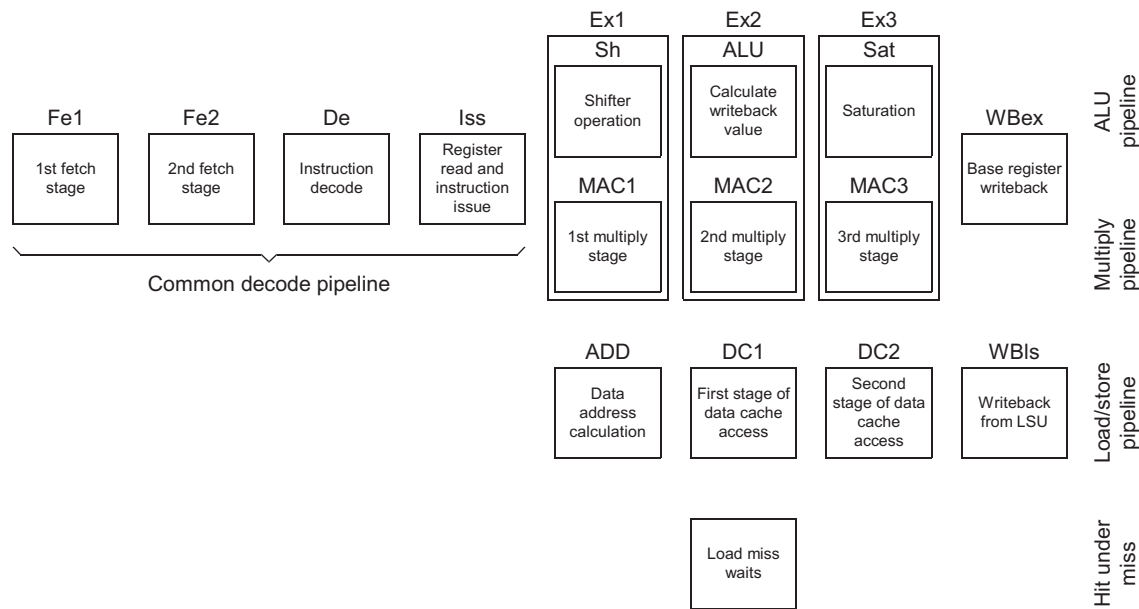 Ex1
Ex2
Ex3
Sh
ALU
Sat
Shifter
operation
Calculate
writeback
value
Saturation
ALU
pipeline
Fe1
Fe2
De
Iss
WBex
1st fetch
stage
2nd fetch
stage
Instruction
decode
Register
read and
instruction
issue
Base register
writeback
MAC1
MAC2
MAC3
1st multiply
stage
2nd multiply
stage
3rd multiply
stage
Multiply
pipeline
Common decode pipeline
ADD
DC1
DC2
WBls
Data
address
calculation
First stage of
data cache
access
Second
stage of data
cache
access
Writeback
from LSU
Load/store
pipeline
Load miss
waits
Hit under
miss